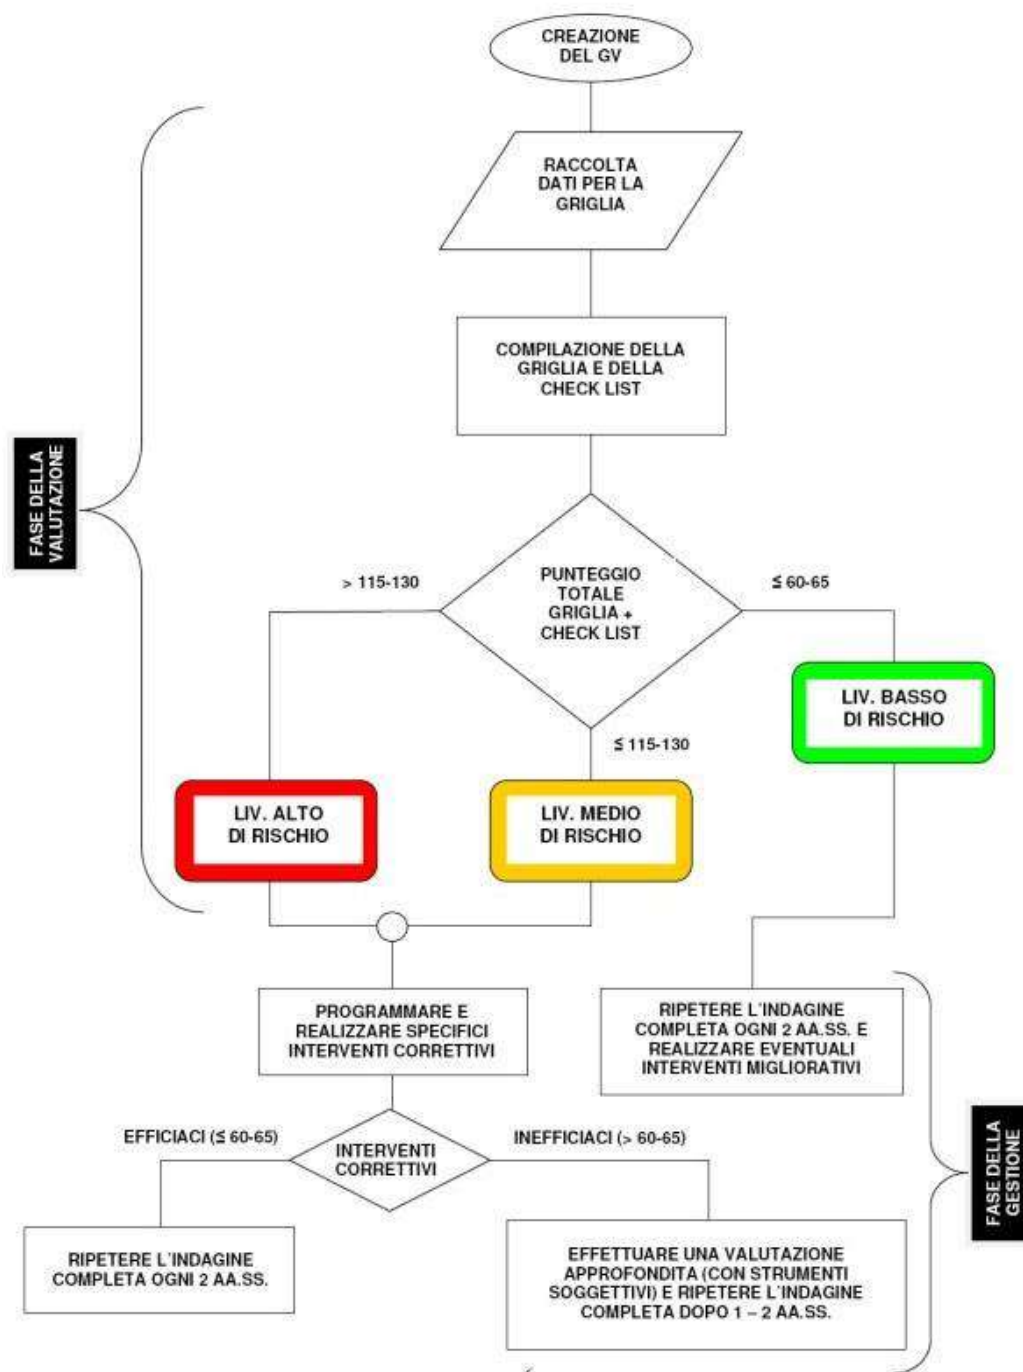 CREAZIONE
DEL GV
RACCOLTA
DATI PER LA
GRIGLIA
COMPILAZIONE DELLA
GRIGLIA E DELLA
CHECK LIST
FASE DELLA
VALUTAZIONE
> 115-130
PUNTEGGIO
TOTALE
GRIGLIA +
CHECK LIST
≤ 60-65
LIV. BASSO
DI RISCHIO
≤ 115-130
LIV. ALTO
DI RISCHIO
LIV. MEDIO
DI RISCHIO
PROGRAMMARE E
REALIZZARE SPECIFICI
INTERVENTI CORRETTIVI
RIPETERE L'INDAGINE
COMPLETA OGNI 2 AA.SS. E
REALIZZARE EVENTUALI
INTERVENTI MIGLIORATIVI
EFFICIACI (≤ 60-65)
INTERVENTI
CORRETTIVI
INEFFICIACI (> 60-65)
FASE DELLA
GESTIONE
RIPETERE L'INDAGINE
COMPLETA OGNI 2 AA.SS.
EFFETTUARE UNA VALUTAZIONE
APPROFONDITA (CON STRUMENTI
SOGGETTIVI) E RIPETERE L'INDAGINE
COMPLETA DOPO 1 – 2 AA.SS.